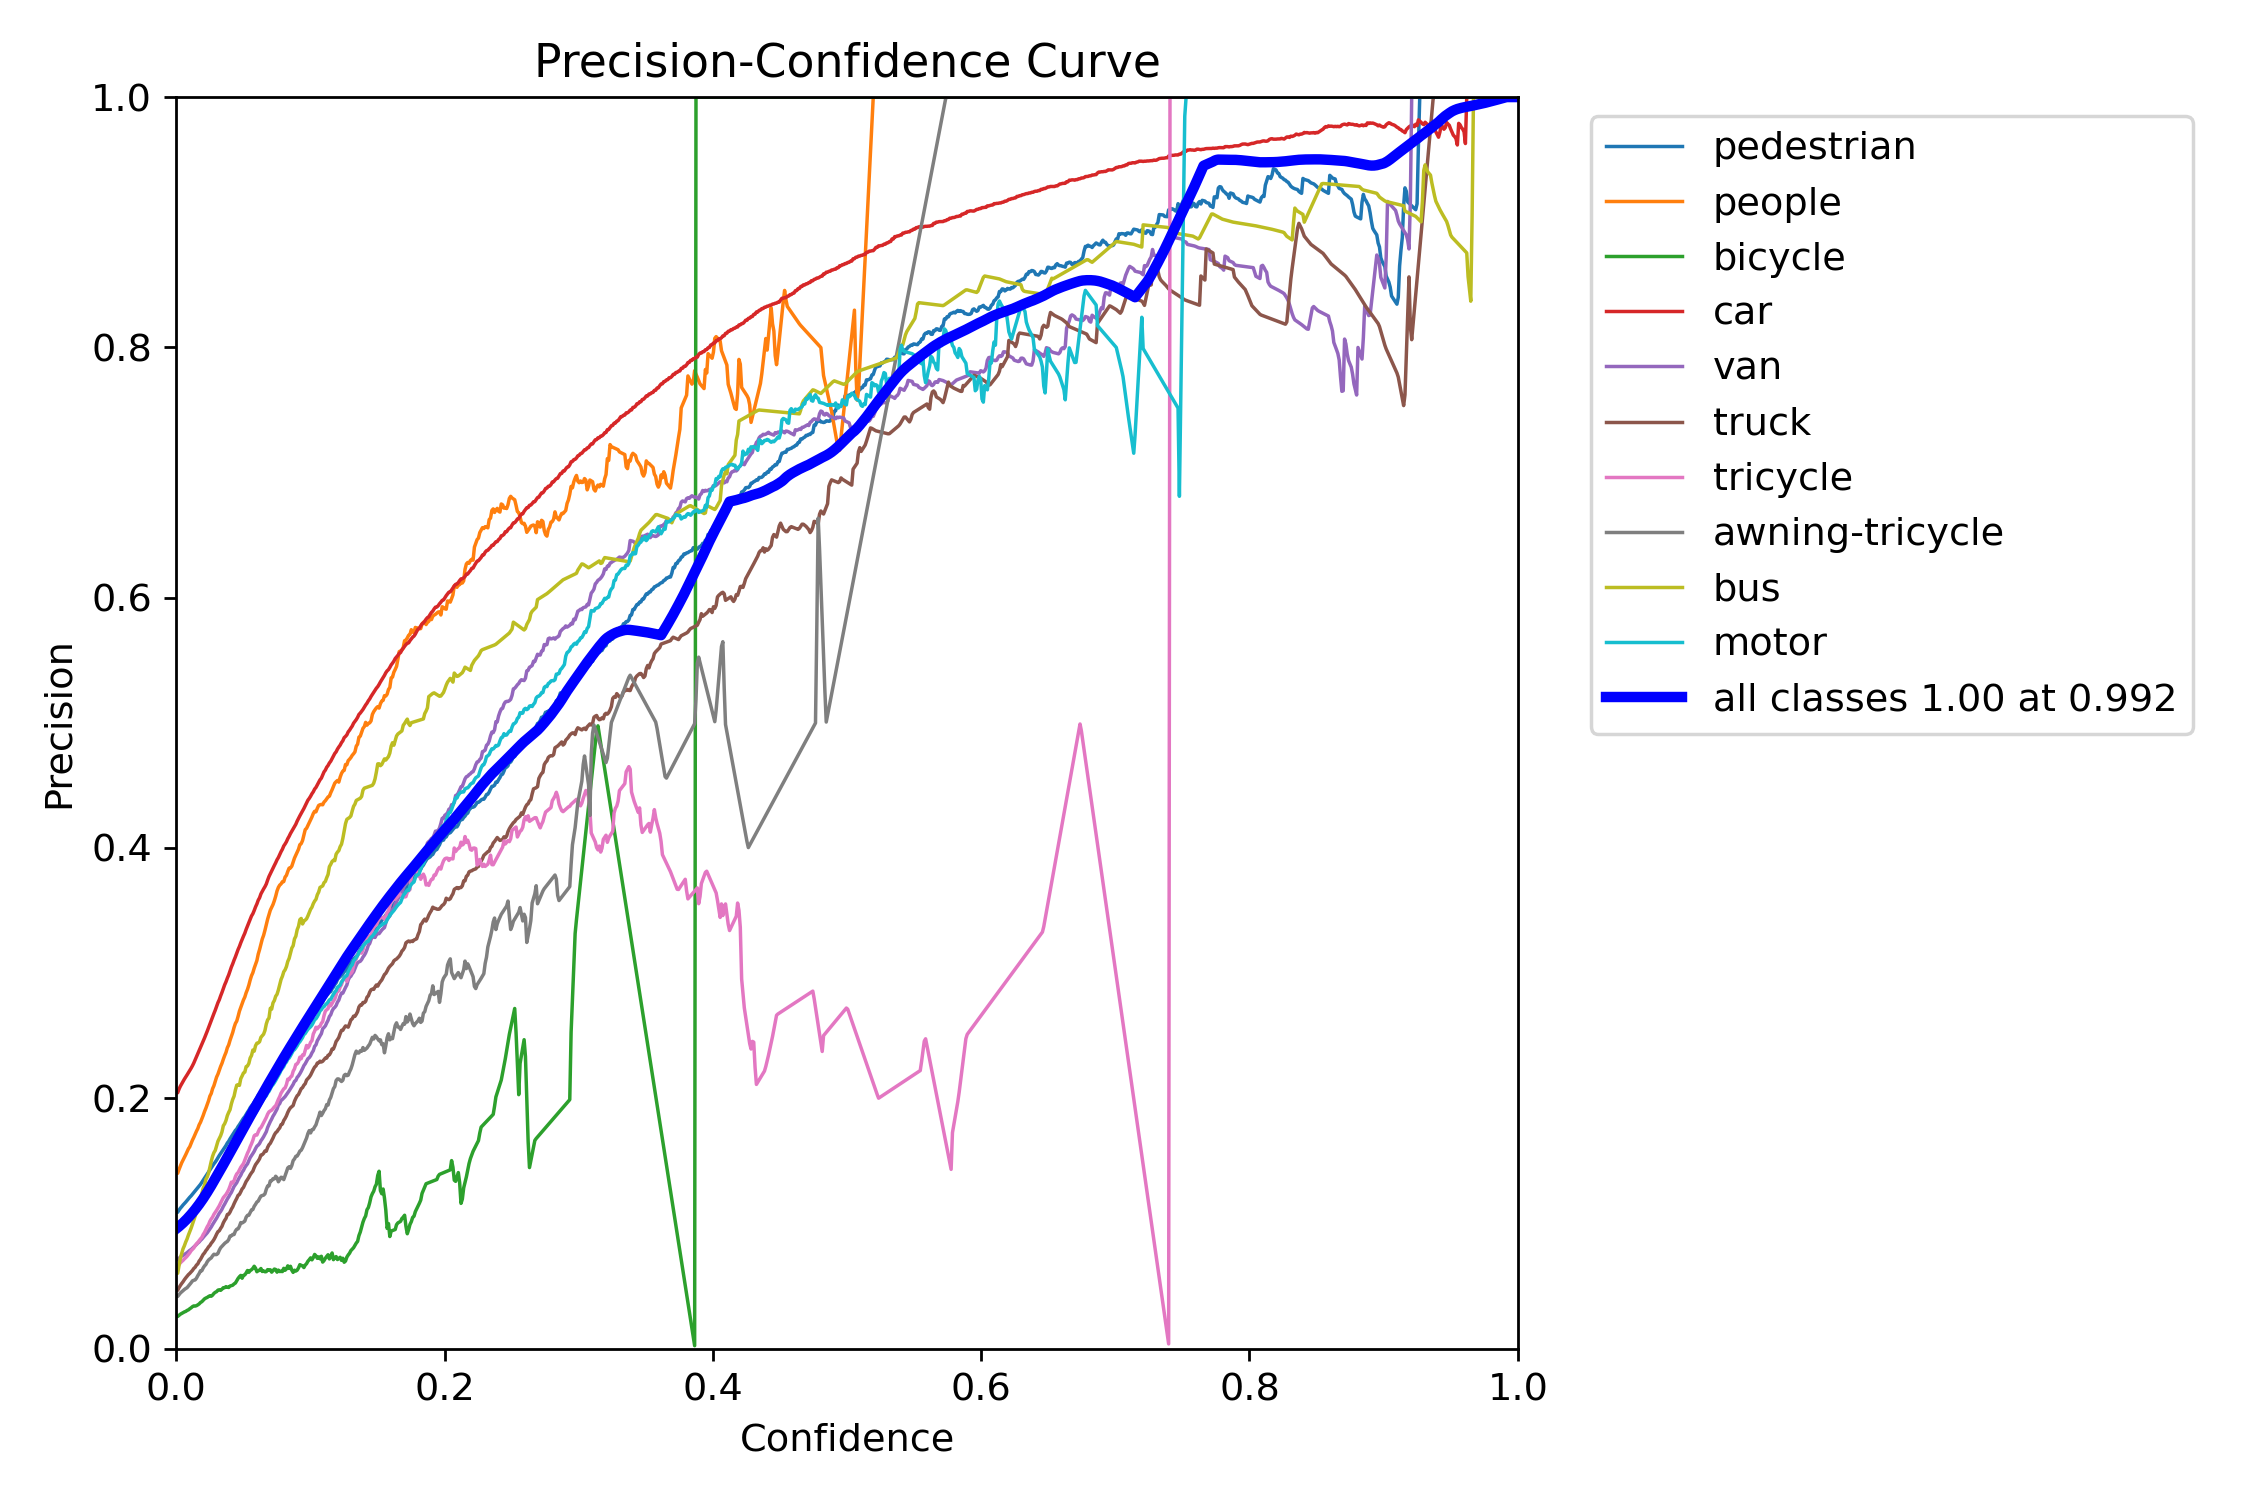 Precision-Confidence Curve
1.0
0.8
0.6
0.4
0.2
0.0
Precision
0.0 0.2 0.4 0.6 0.8 1.0
Confidence
pedestrian
people
bicycle
car
van
truck
tricycle
awning-tricycle
bus
motor
all classes 1.00 at 0.992